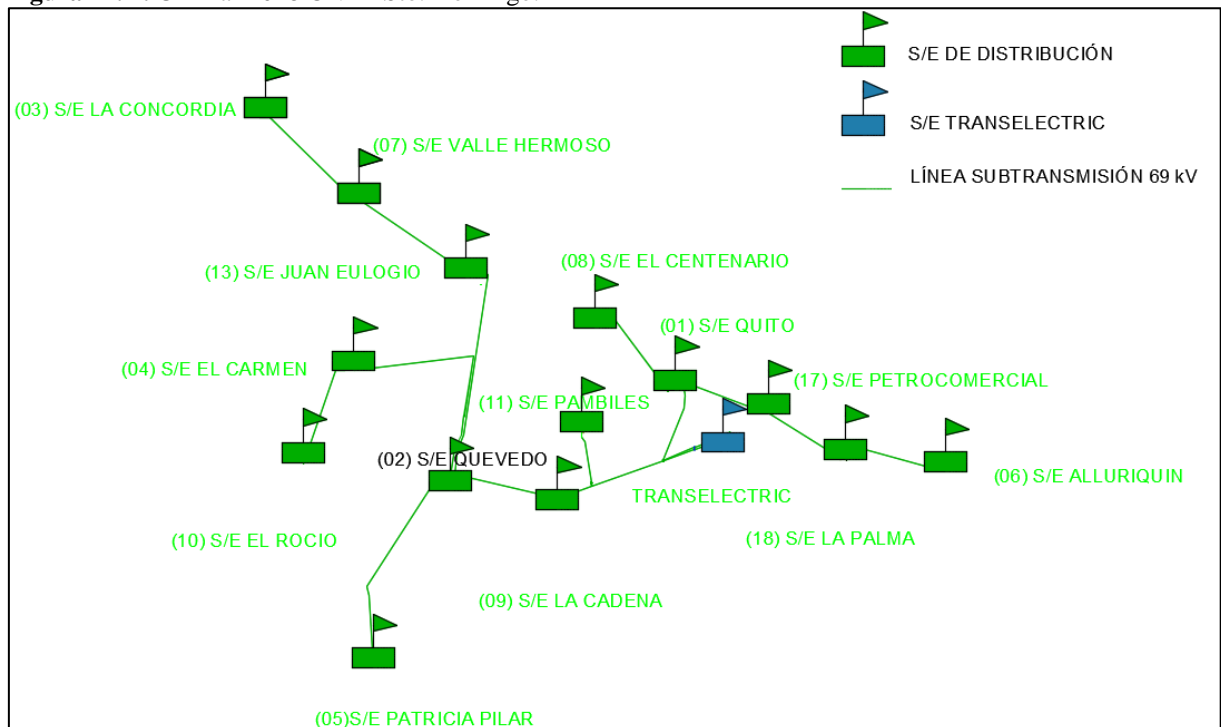 S/E DE DISTRIBUCIÓN
(03) S/E LA CONCORDIA
S/E TRANSELECTRIC
(07) S/E VALLE HERMOSO
LÍNEA SUBTRANSMISIÓN 69 kV
(08) S/E EL CENTENARIO
(13) S/E JUAN EULOGIO
(01) S/E QUITO
(04) S/E EL CARMEN
(17) S/E PETROCOMERCIAL
(11) S/E PAMBILES
(02) S/E QUEVEDO
(06) S/E ALLURIQUIN
TRANSELECTRIC
(18) S/E LA PALMA
(10) S/E EL ROCIO
(09) S/E LA CADENA
(05)S/E PATRICIA PILAR